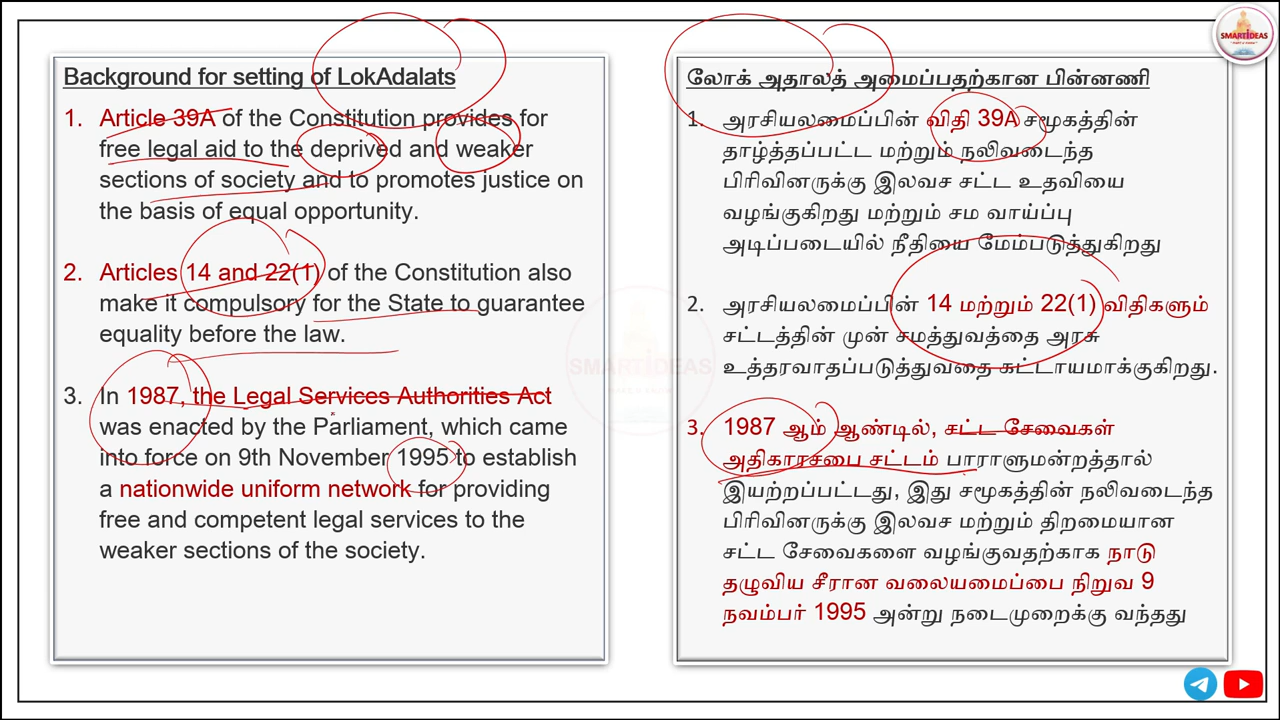 SMARTIDEAS
Background for setting of LokAdalats
1. Article 39A of the Constitution provides for
free legal aid to the deprived and weaker
sections of society and to promotes justice on
the basis of equal opportunity.
2. Articles 14 and 22(1) of the Constitution also
make it compulsory for the State to guarantee
equality before the law.
3. In 1987, the Legal Services Authorities Act
was enacted by the Parliament, which came
into force on 9th November 1995 to establish
a nationwide uniform network for providing
free and competent legal services to the
weaker sections of the society.
லோக் அதாலத் அமைப்பதற்கான பின்னணி
1. அரசியலமைப்பின் விதி 39A சமூகத்தின்
தாழ்த்தப்பட்ட மற்றும் நலிவடைந்த
பிரிவினருக்கு இலவச சட்ட உதவியை
வழங்குகிறது மற்றும் சம வாய்ப்பு
அடிப்படையில் நீதியை மேம்படுத்துகிறது
2. அரசியலமைப்பின் 14 மற்றும் 22(1) விதிகளும்
சட்டத்தின் முன் சமத்துவத்தை அரசு
உத்தரவாதப்படுத்துவதை கட்டாயமாக்குகிறது.
3. 1987 ஆம் ஆண்டில், சட்ட சேவைகள்
அதிகாரசபை சட்டம் பாராளுமன்றத்தால்
இயற்றப்பட்டது, இது சமூகத்தின் நலிவடைந்த
பிரிவினருக்கு இலவச மற்றும் திறமையான
சட்ட சேவைகளை வழங்குவதற்காக நாடு
தழுவிய சீரான வலையமைப்பை நிறுவ 9
நவம்பர் 1995 அன்று நடைமுறைக்கு வந்தது
SMARTIDEAS